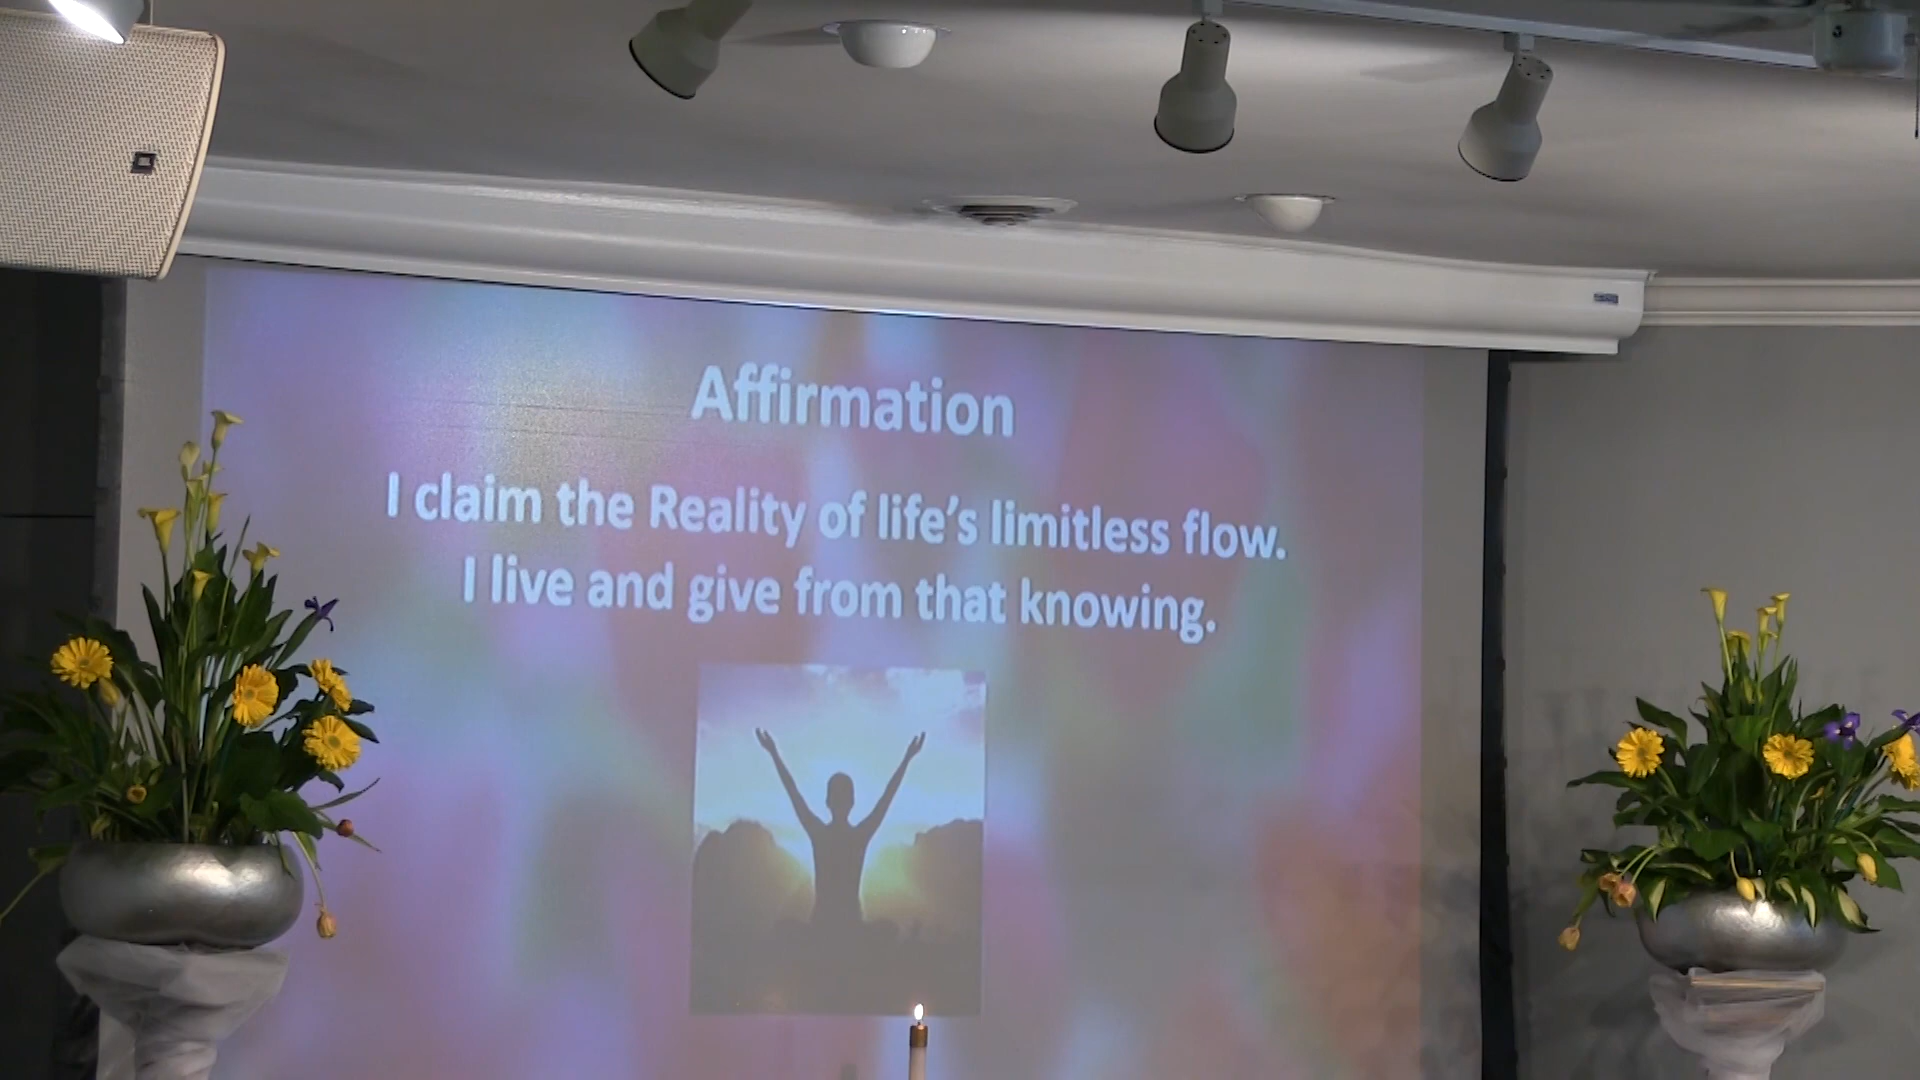 Affirmation
I claim the Reality of life's limitless flow.
I live and give from that knowing.